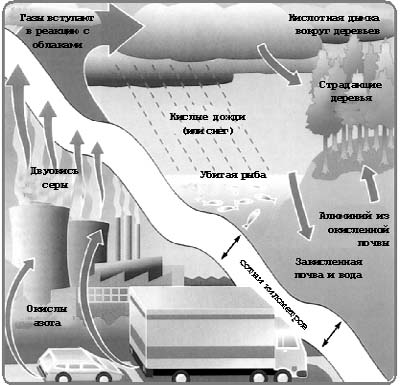 Газы вступают
в реакцию с
облаками
Кислотная дымка
вокруг деревьев
Страдающие
деревья
Кислые дожди
(или снег)
Убитая рыба
Двуокись
серы
Алюминий из
окисленной
почвы
Закисленная
почва и вода
сотни километров
Окислы
азота